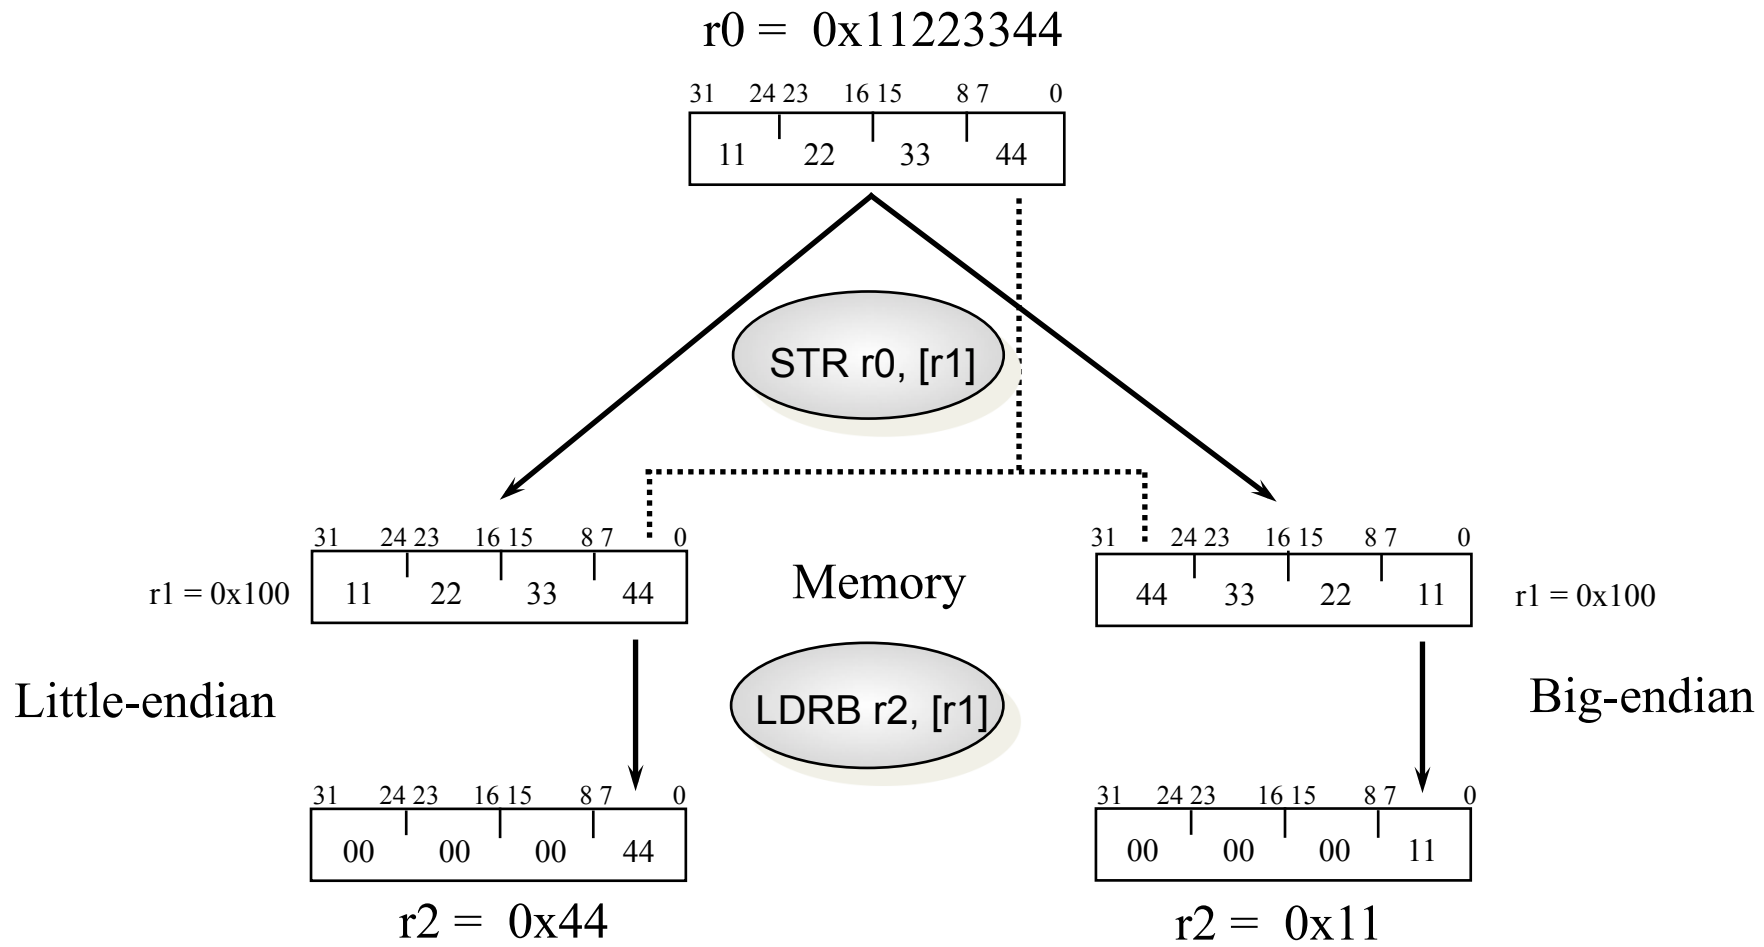 r0 = 0x11223344
31 24 23 16 15 8 7 0
11 22 33 44
STR r0, [r1]
31 24 23 16 15 8 7 0
r1 = 0x100 11 22 33 44
Memory
31 24 23 16 15 8 7 0
44 33 22 11 r1 = 0x100
Little-endian
LDRB r2, [r1]
Big-endian
31 24 23 16 15 8 7 0
00 00 00 44
r2 = 0x44
31 24 23 16 15 8 7 0
00 00 00 11
r2 = 0x11